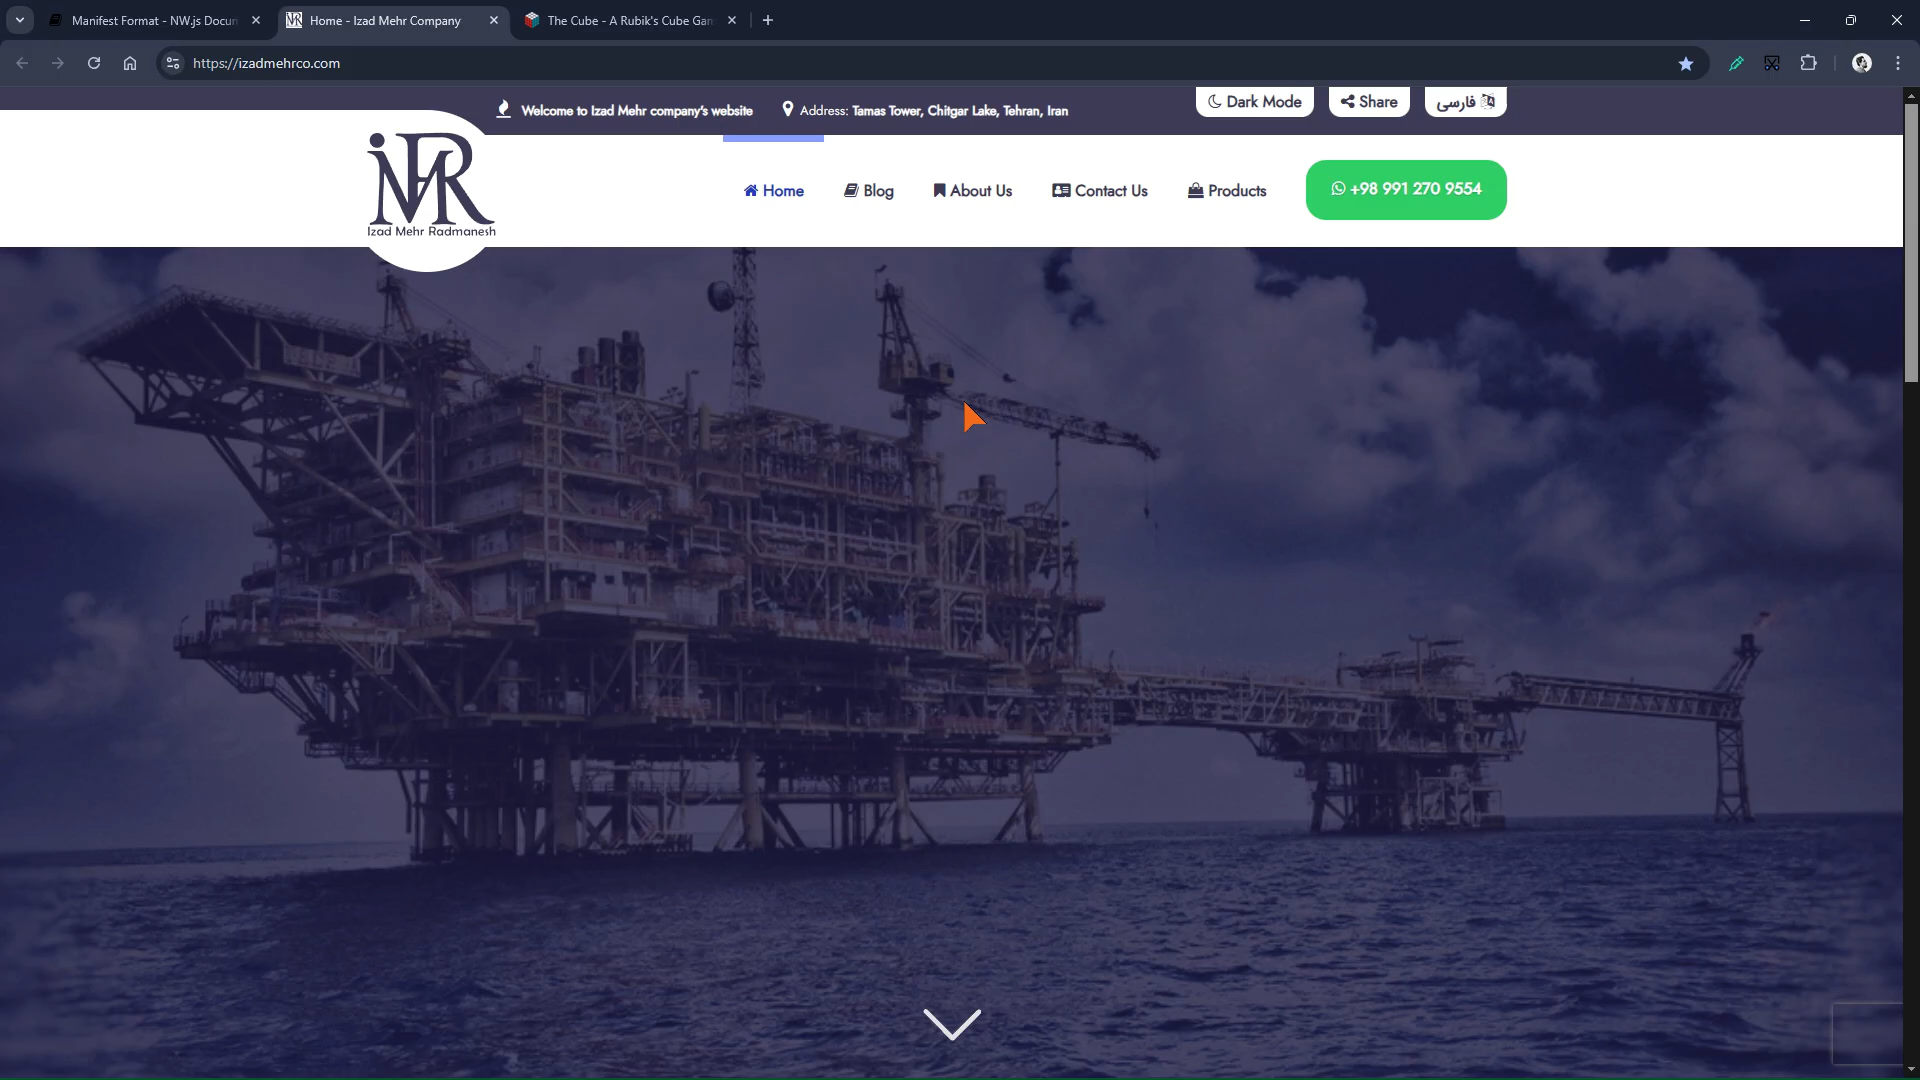 Manifest Format - NW.js Docun
Home - Izad Mehr Company
The Cube - A Rubik's Cube Gan
https://izadmehrco.com
Welcome to Izad Mehr company's website
Address: Tamas Tower, Chitgar Lake, Tehran, Iran
Dark Mode
Share
فارسی
iMR
Izad Mehr Radmanesh
Home
Blog
About Us
Contact Us
Products
+98 991 270 9554